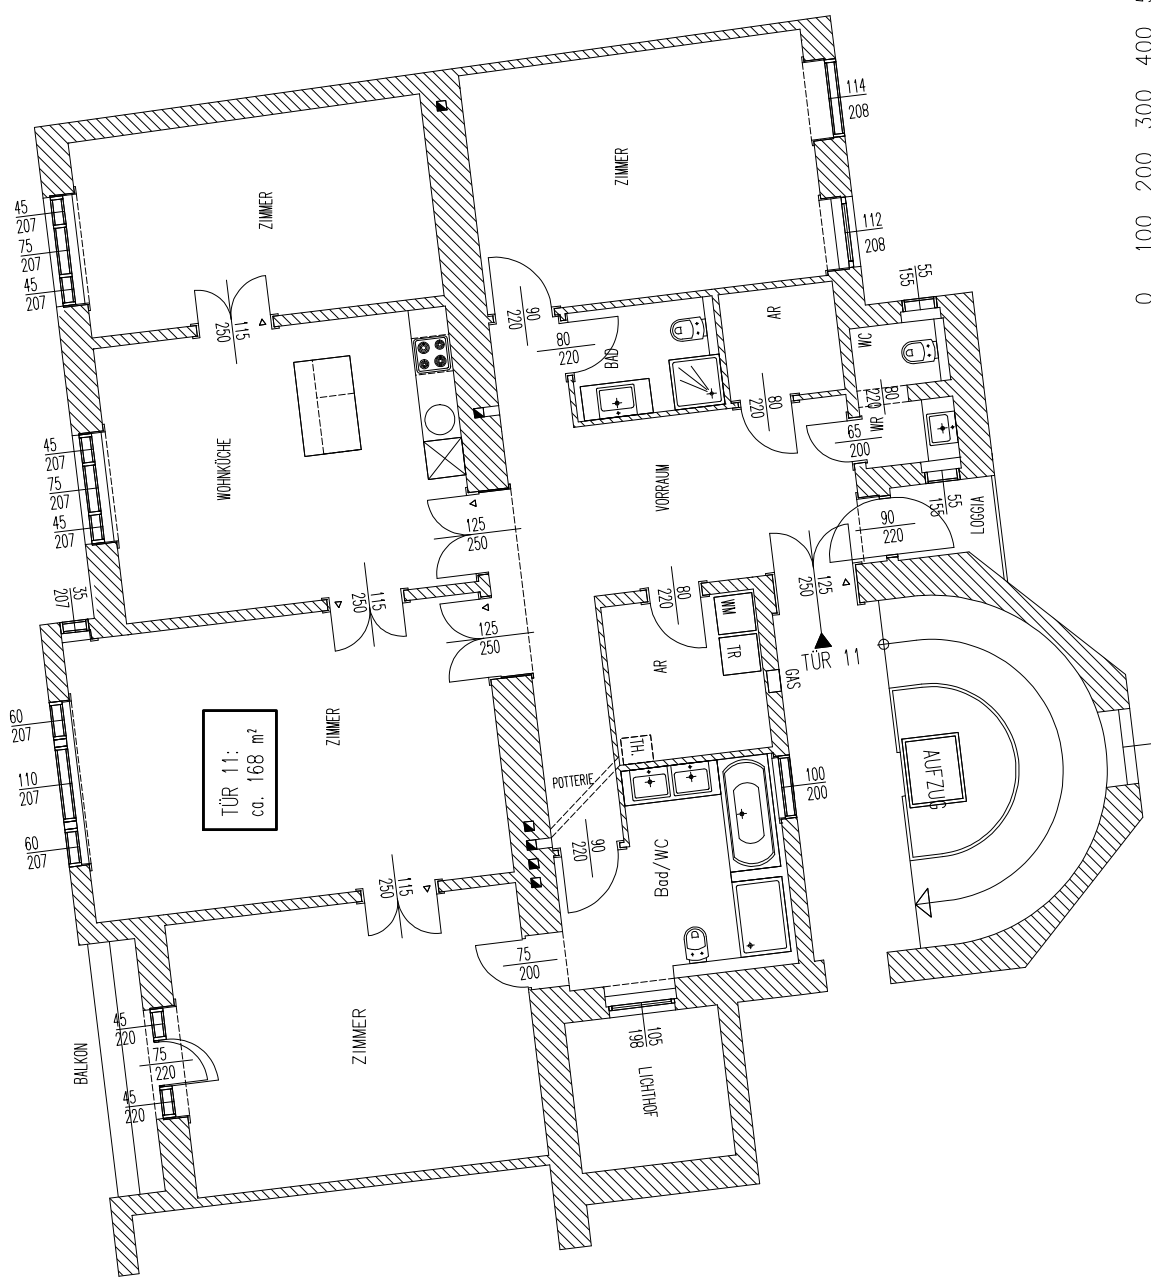 0 100 200 300 400
114
208
ZIMMER
ZIMMER
45
207
75
207
45
207
112
208
55
155
115
250
90
220
80
220
BAD
AR
WC
80
220
WR
80
220
65
200
45
207
75
207
45
207
WOHNKÜCHE
VORRAUM
125
250
55
155
LOGGIA
90
220
35
207
115
250
80
220
125
250
WM
TR
125
250
TÜR 11
AR
GAS
60
207
110
207
60
207
ZIMMER
TÜR 11:
ca. 168 m²
TH.
POTTERIE
100
200
AUFZUG
115
250
90
220
Bad/WC
75
200
45
220
75
220
45
220
BALKON
ZIMMER
105
198
LICHTHOF